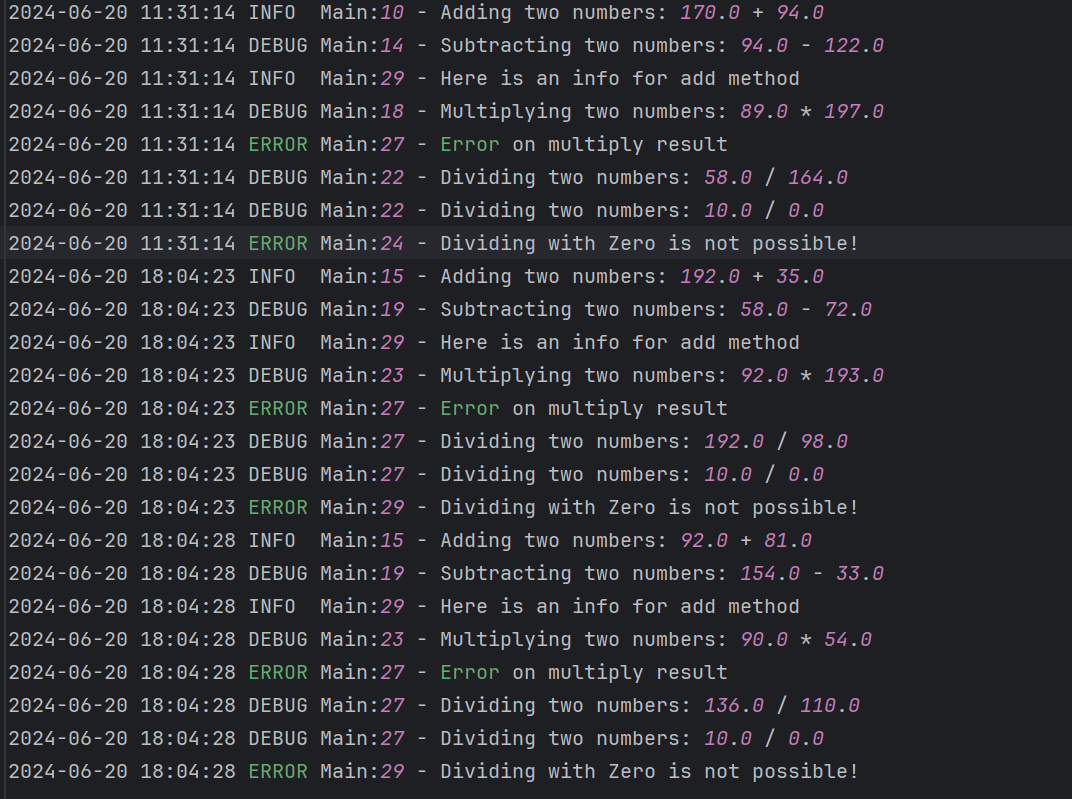 2024-06-20 11:31:14 INFO  Main:10 - Adding two numbers: 170.0 + 94.0
2024-06-20 11:31:14 DEBUG Main:14 - Subtracting two numbers: 94.0 - 122.0
2024-06-20 11:31:14 INFO  Main:29 - Here is an info for add method
2024-06-20 11:31:14 DEBUG Main:18 - Multiplying two numbers: 89.0 * 197.0
2024-06-20 11:31:14 ERROR Main:27 - Error on multiply result
2024-06-20 11:31:14 DEBUG Main:22 - Dividing two numbers: 58.0 / 164.0
2024-06-20 11:31:14 DEBUG Main:22 - Dividing two numbers: 10.0 / 0.0
2024-06-20 11:31:14 ERROR Main:24 - Dividing with Zero is not possible!
2024-06-20 18:04:23 INFO  Main:15 - Adding two numbers: 192.0 + 35.0
2024-06-20 18:04:23 DEBUG Main:19 - Subtracting two numbers: 58.0 - 72.0
2024-06-20 18:04:23 INFO  Main:29 - Here is an info for add method
2024-06-20 18:04:23 DEBUG Main:23 - Multiplying two numbers: 92.0 * 193.0
2024-06-20 18:04:23 ERROR Main:27 - Error on multiply result
2024-06-20 18:04:23 DEBUG Main:27 - Dividing two numbers: 192.0 / 98.0
2024-06-20 18:04:23 DEBUG Main:27 - Dividing two numbers: 10.0 / 0.0
2024-06-20 18:04:23 ERROR Main:29 - Dividing with Zero is not possible!
2024-06-20 18:04:28 INFO  Main:15 - Adding two numbers: 92.0 + 81.0
2024-06-20 18:04:28 DEBUG Main:19 - Subtracting two numbers: 154.0 - 33.0
2024-06-20 18:04:28 INFO  Main:29 - Here is an info for add method
2024-06-20 18:04:28 DEBUG Main:23 - Multiplying two numbers: 90.0 * 54.0
2024-06-20 18:04:28 ERROR Main:27 - Error on multiply result
2024-06-20 18:04:28 DEBUG Main:27 - Dividing two numbers: 136.0 / 110.0
2024-06-20 18:04:28 DEBUG Main:27 - Dividing two numbers: 10.0 / 0.0
2024-06-20 18:04:28 ERROR Main:29 - Dividing with Zero is not possible!